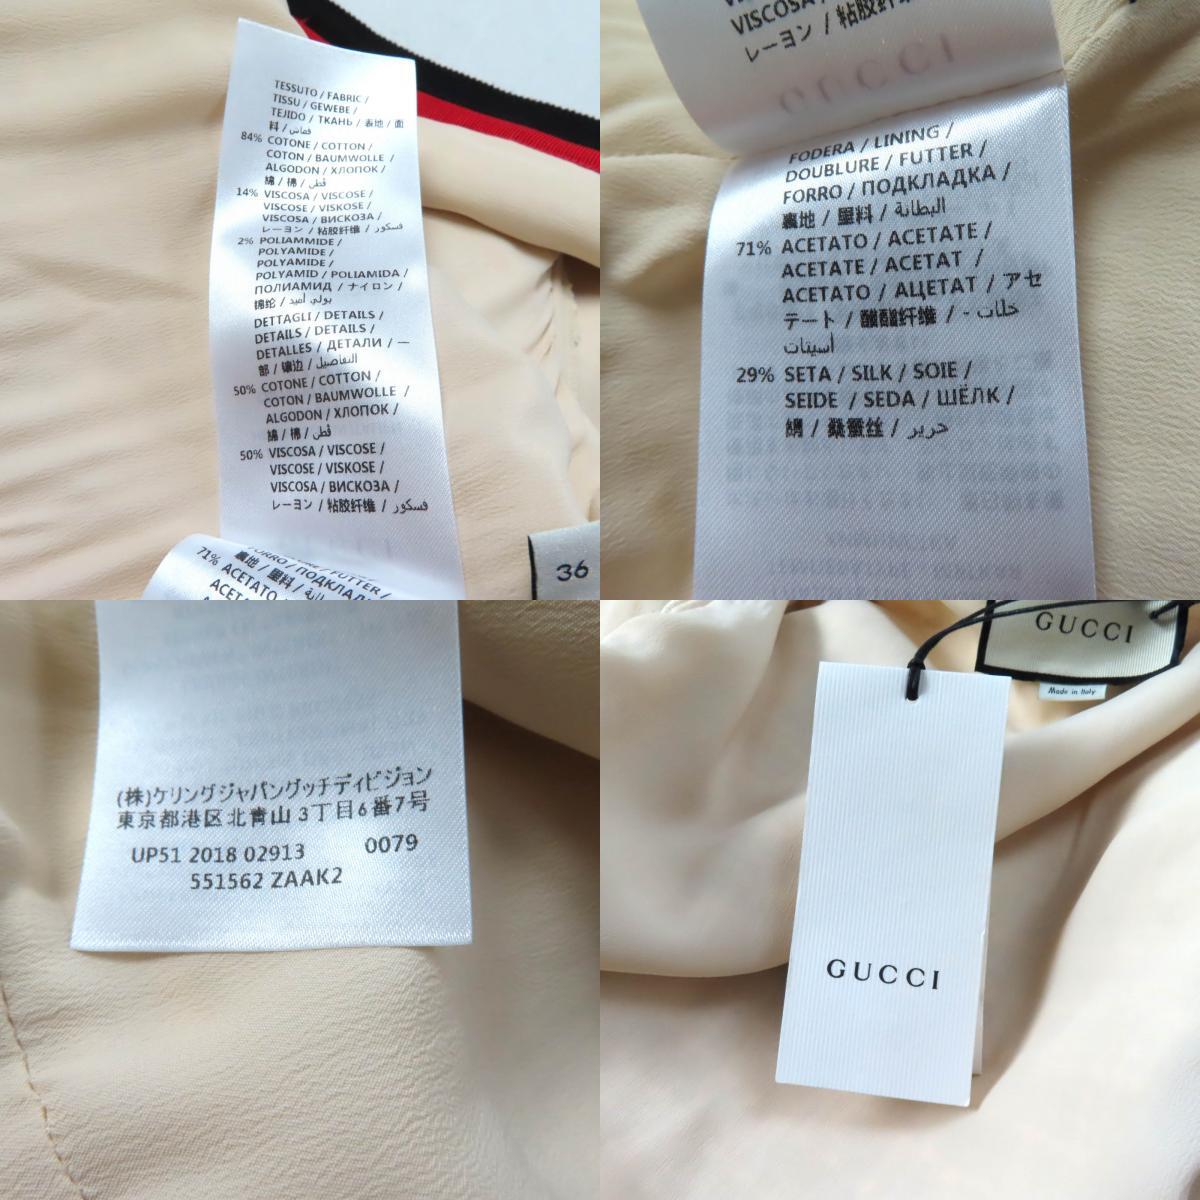 TESSUTO / FABRIC /
TISSU / GEWEBE /
TEJIDO / ТКАНЬ / 表地 / 面
料 / قماش
84% COTONE / COTTON /
COTON / BAUMWOLLE /
ALGODON / ХЛОПОК /
綿 / 棉 / قطن
14% VISCOSA / VISCOSE /
VISCOSE / VISKOSE /
VISCOSA / ВИСКОЗА /
レーヨン / 粘胶纤维 / فسكوز
2% POLIAMMIDE /
POLYAMIDE /
POLYAMIDE /
POLYAMID / POLIAMIDA /
ПОЛИАМИД / ナイロン /
锦纶 / بولي أميد
DETTAGLI / DETAILS /
DETAILS / DETAILS /
DETALLES / ДЕТАЛИ / 一
部 / 镶边 / التفاصيل
50% COTONE / COTTON /
COTON / BAUMWOLLE /
ALGODON / ХЛОПОК /
綿 / 棉 / قطن
50% VISCOSA / VISCOSE /
VISCOSE / VISKOSE /
VISCOSA / ВИСКОЗА /
レーヨン / 粘胶纤维 / فسكوز
FUTTER /
FORRO / ПОДКЛАД
裏地 / 里料 /
71% ACETATO /
36
VISCOSA /
レーヨン / 粘胶纤
GUCCI
FODERA / LINING /
DOUBLURE / FUTTER /
FORRO / ПОДКЛАДКА /
裏地 / 里料 / البطانة
71% ACETATO / ACETATE /
ACETATE / ACETAT /
ACETATO / АЦЕТАТ / アセ
テート / 醋酯纤维 / خلات -
أسيتات
29% SETA / SILK / SOIE /
SEIDE / SEDA / ШЁЛК /
絹 / 桑蚕丝 / حرير
(株)ケリングジャパングッチディビジョン
東京都港区北青山3丁目6番7号
UP51 2018 02913 0079
551562 ZAAK2
GUCCI
Made in Italy
GUCCI